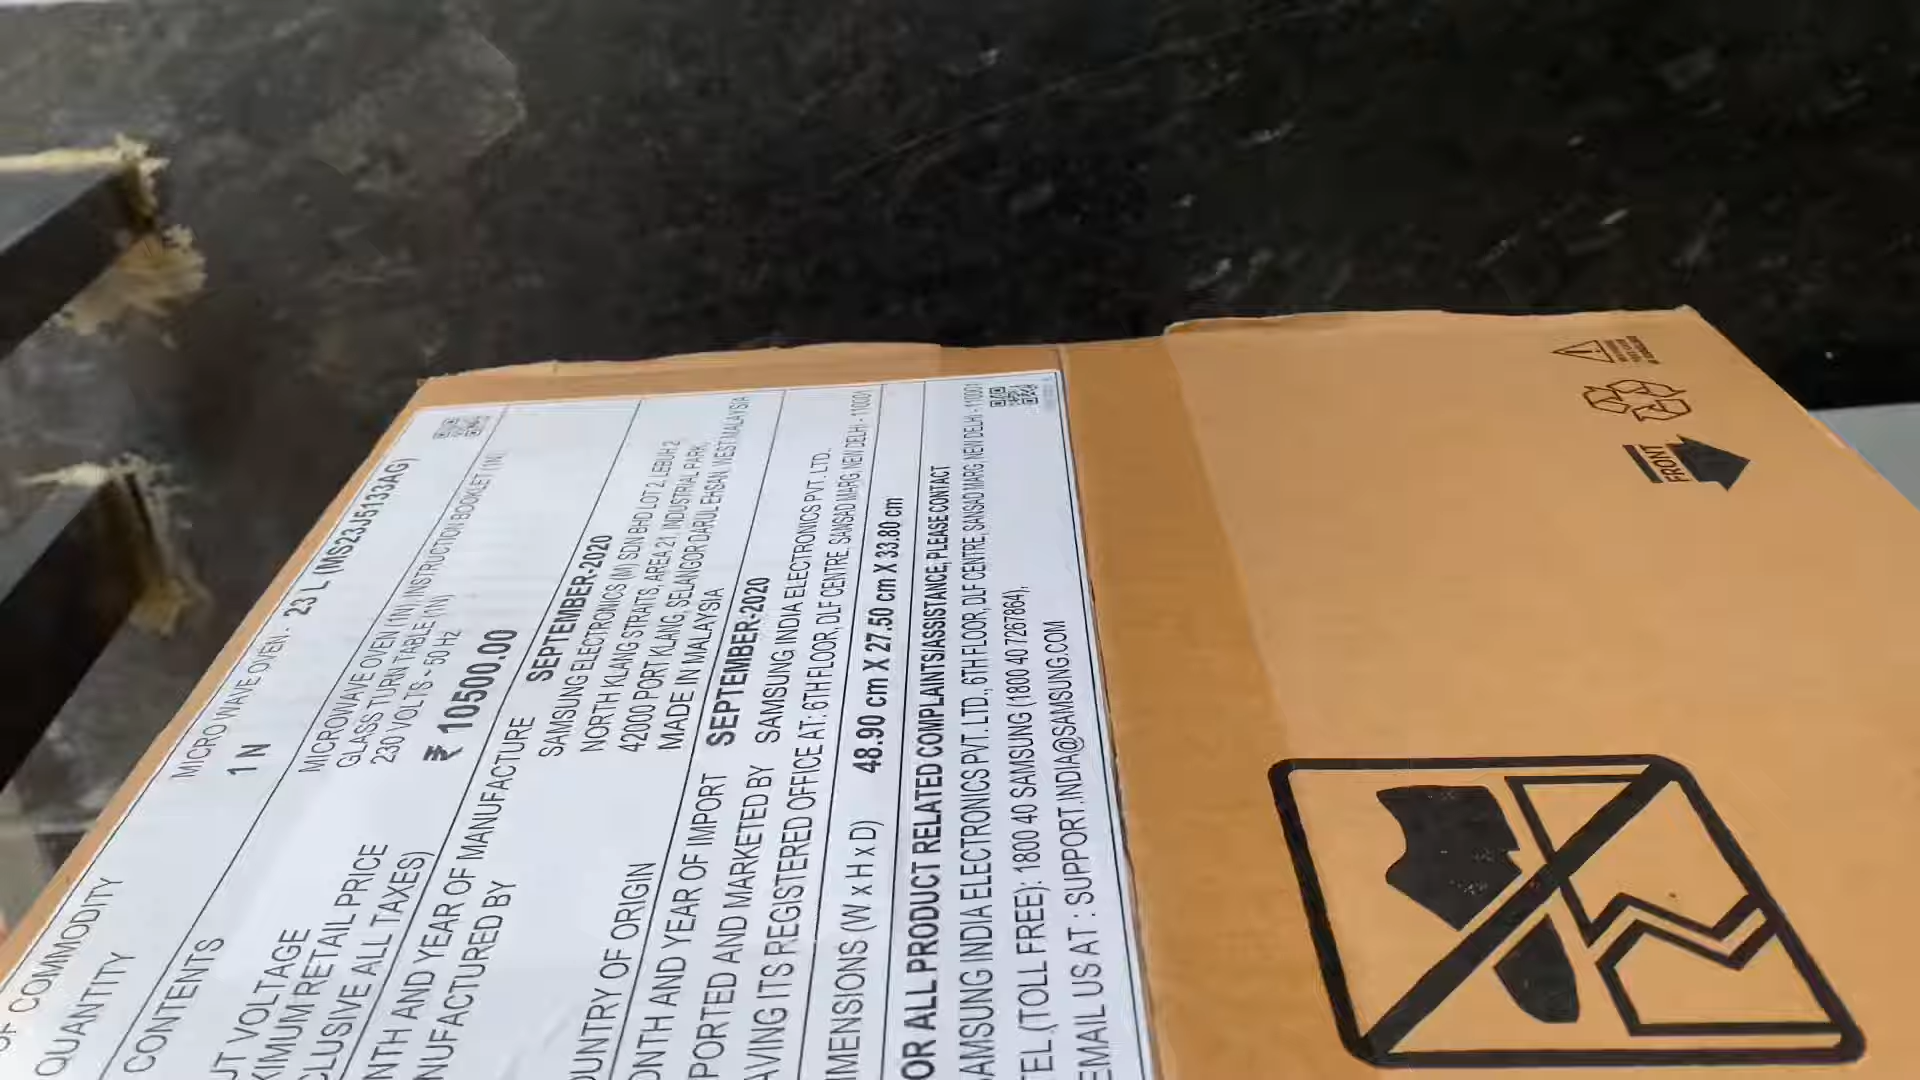 OF COMMODITY MICROWAVE OVEN - 23 L (MS23J5133AG)
QUANTITY 1 N
CONTENTS MICROWAVE OVEN (1N), INSTRUCTION BOOKLET (1N)
GLASS TURN TABLE (1N)
UT VOLTAGE 230 VOLTS ~ 50 Hz
XIMUM RETAIL PRICE ₹ 10500.00
CLUSIVE ALL TAXES)
NTH AND YEAR OF MANUFACTURE SEPTEMBER-2020
NUFACTURED BY SAMSUNG ELECTRONICS (M) SDN BHD LOT 2, LEBUH 2
NORTH KLANG STRAITS, AREA 21, INDUSTRIAL PARK,
42000 PORT KLANG, SELANGOR DARUL EHSAN, WEST MALAYSIA
OUNTRY OF ORIGIN MADE IN MALAYSIA
ONTH AND YEAR OF IMPORT SEPTEMBER-2020
PORTED AND MARKETED BY SAMSUNG INDIA ELECTRONICS PVT. LTD.,
AVING ITS REGISTERED OFFICE AT: 6TH FLOOR, DLF CENTRE, SANSAD MARG, NEW DELHI - 110001
IMENSIONS (W x H x D) 48.90 cm X 27.50 cm X 33.80 cm
OR ALL PRODUCT RELATED COMPLAINTS/ASSISTANCE, PLEASE CONTACT
SAMSUNG INDIA ELECTRONICS PVT. LTD., 6TH FLOOR, DLF CENTRE, SANSAD MARG, NEW DELHI - 110001
TEL.(TOLL FREE): 1800 40 SAMSUNG (1800 40 7267864),
EMAIL US AT : SUPPORT.INDIA@SAMSUNG.COM
FRONT